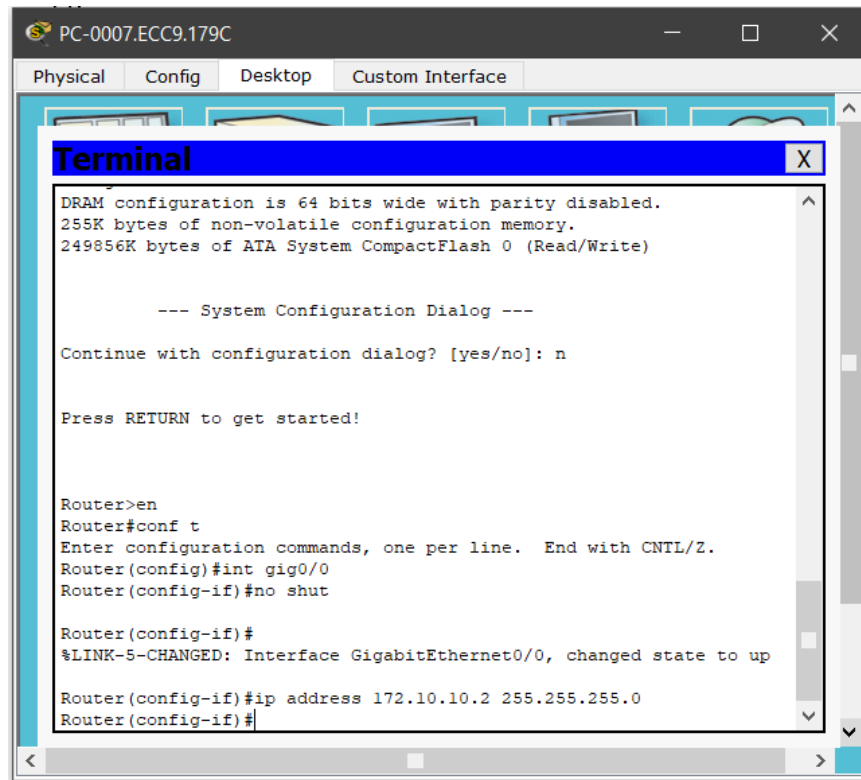 PC-0007.ECC9.179C
Physical Config Desktop Custom Interface
Terminal X
DRAM configuration is 64 bits wide with parity disabled.
255K bytes of non-volatile configuration memory.
249856K bytes of ATA System CompactFlash 0 (Read/Write)
--- System Configuration Dialog ---
Continue with configuration dialog? [yes/no]: n
Press RETURN to get started!
Router>en
Router#conf t
Enter configuration commands, one per line.  End with CNTL/Z.
Router(config)#int gig0/0
Router(config-if)#no shut
Router(config-if)#
%LINK-5-CHANGED: Interface GigabitEthernet0/0, changed state to up
Router(config-if)#ip address 172.10.10.2 255.255.255.0
Router(config-if)#